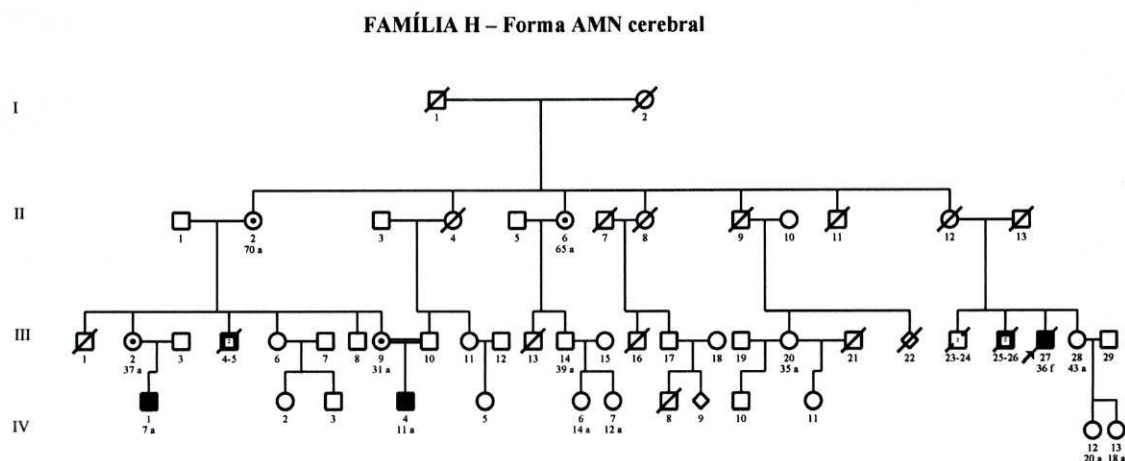 FAMÍLIA H – Forma AMN cerebral
I
1 2
II
1 2 3 4 5 6 7 8 9 10 11 12 13
70 a 65 a
III
1 2 3 4-5 6 7 8 9 10 11 12 13 14 15 16 17 18 19 20 21 22 23-24 25-26 27 28 29
37 a 31 a 39 a 35 a 36 f 43 a
IV
1 2 3 4 5 6 7 8 9 10 11 12 13
7 a 11 a 14 a 12 a 20 a 18 a